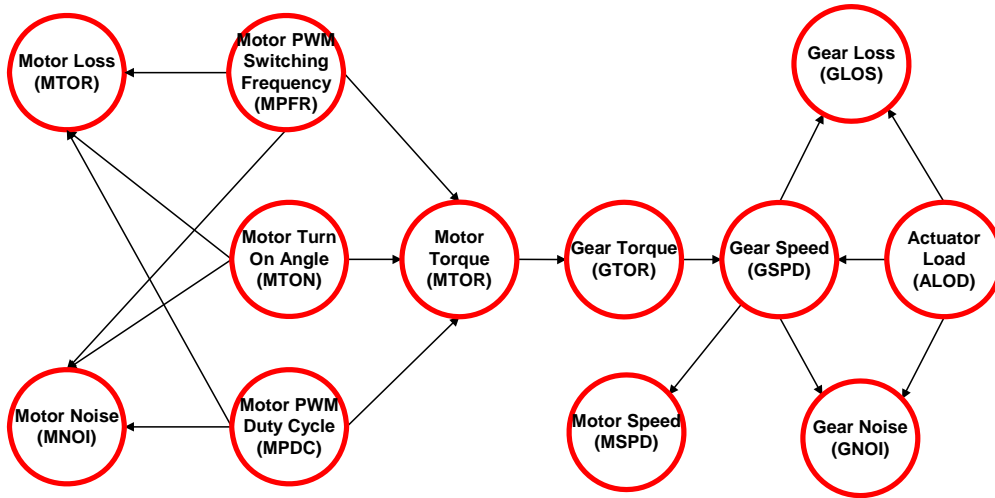 Motor Loss
(MTOR)
Motor PWM
Switching
Frequency
(MPFR)
Gear Loss
(GLOS)
Motor Turn
On Angle
(MTON)
Motor
Torque
(MTOR)
Gear Torque
(GTOR)
Gear Speed
(GSPD)
Actuator
Load
(ALOD)
Motor Noise
(MNOI)
Motor PWM
Duty Cycle
(MPDC)
Motor Speed
(MSPD)
Gear Noise
(GNOI)